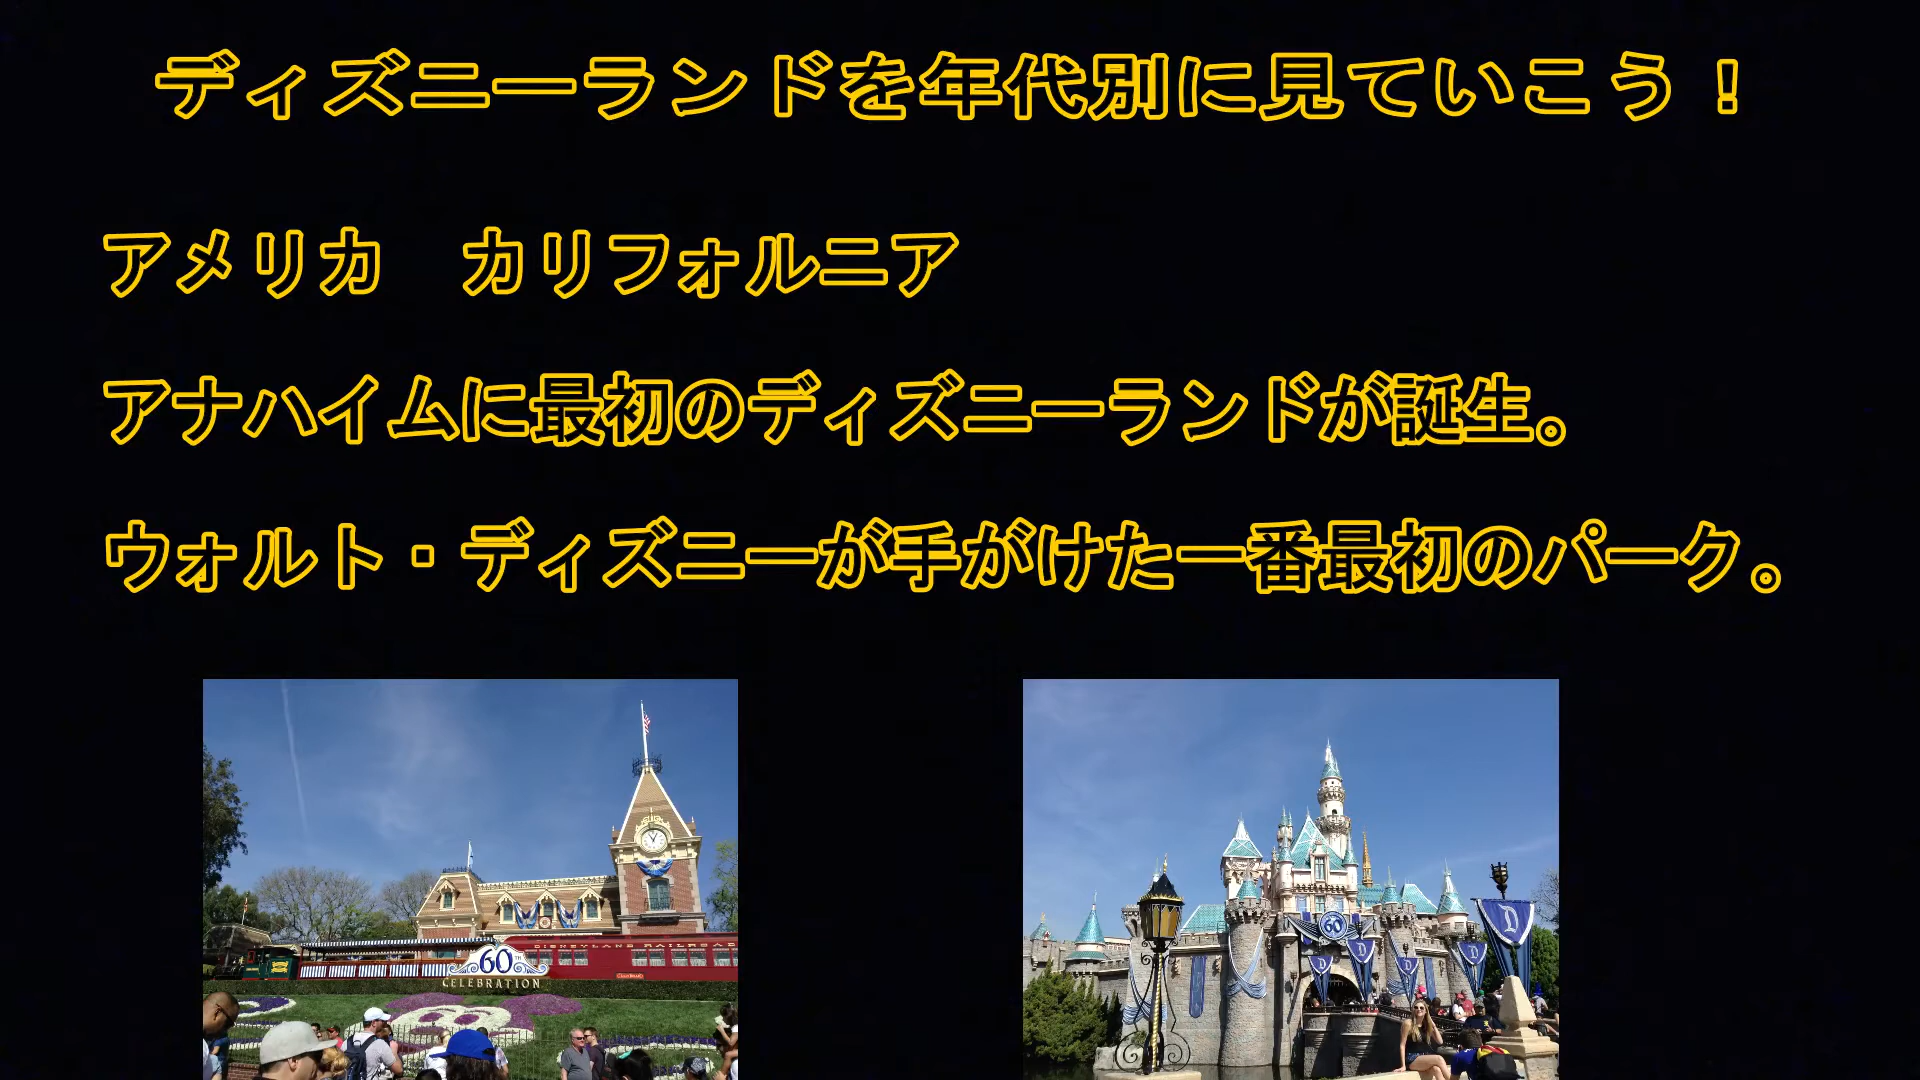 ディズニーランドを年代別に見ていこう！
アメリカ　カリフォルニア
アナハイムに最初のディズニーランドが誕生。
ウォルト・ディズニーが手がけた一番最初のパーク。
DISNEYLAND RAILROAD
60TH
CELEBRATION
60
D
D
D
D
D